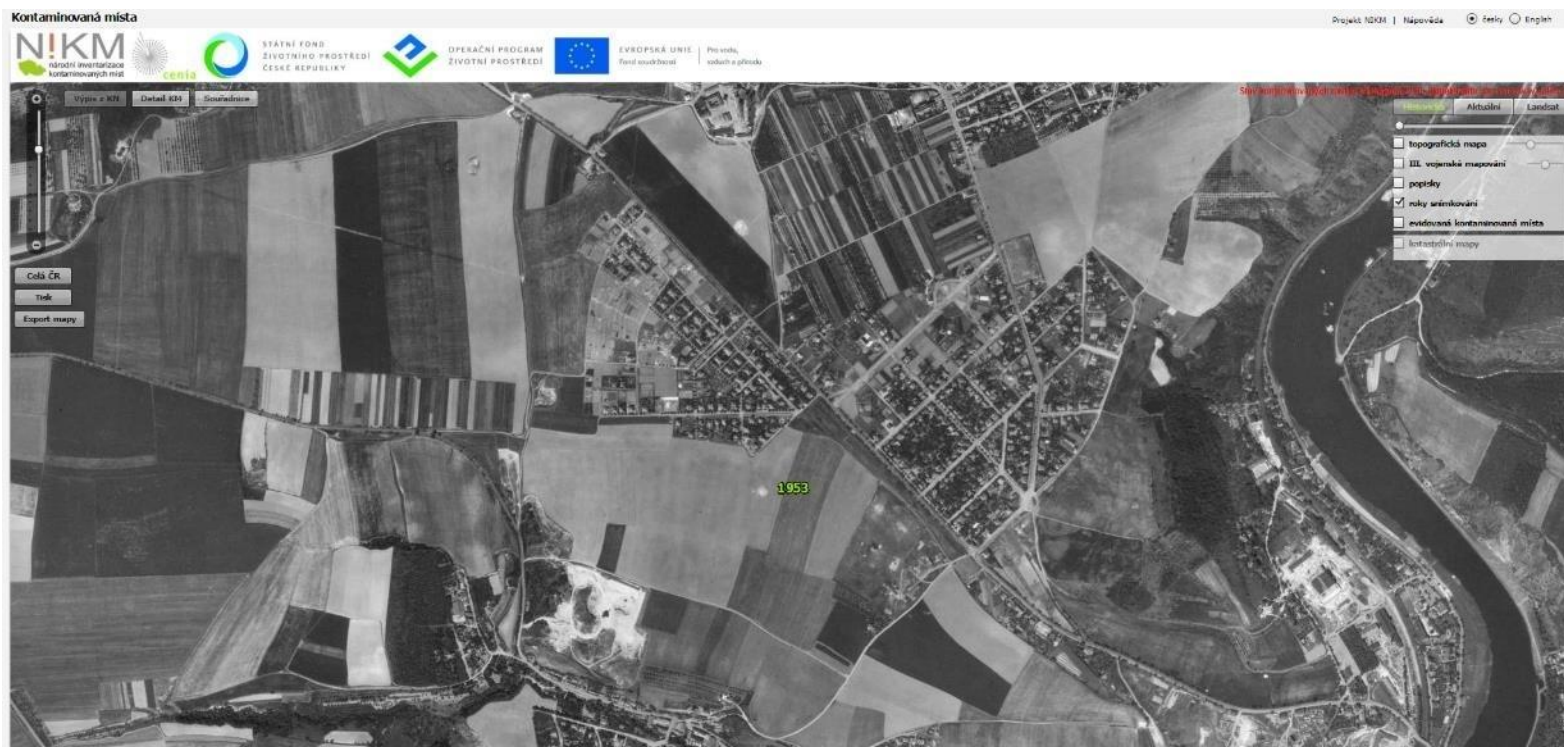 Kontaminovaná místa
Projekt NIKM | Nápověda česky English
N!KM
národní inventarizace
kontaminovaných míst
cenia
STÁTNÍ FOND
ŽIVOTNÍHO PROSTŘEDÍ
ČESKÉ REPUBLIKY
OPERAČNÍ PROGRAM
ŽIVOTNÍ PROSTŘEDÍ
EVROPSKÁ UNIE
Fond soudržnosti
Pro vodu,
vzduch a přírodu
Výpis z KN Detail KM Souřadnice
Historická Aktuální Landsat
topografická mapa
III. vojenské mapování
popisky
roky snímkování
evidovaná kontaminovaná místa
katastrální mapy
Celá ČR
Tisk
Export mapy
1953